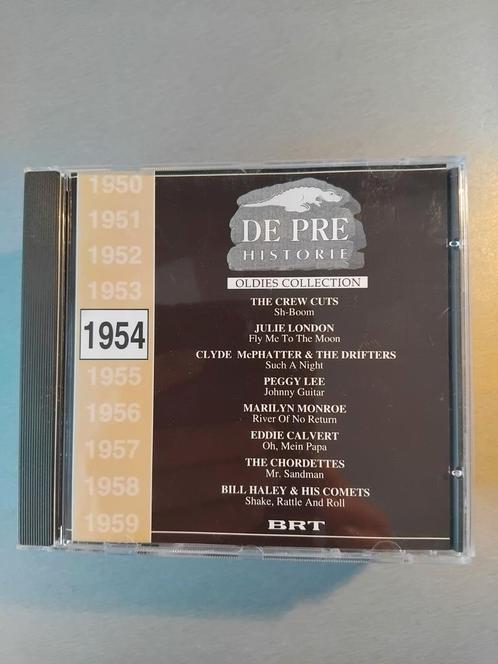 1950
1951
1952
1953
1954
1955
1956
1957
1958
1959
DE PRE
HISTORIE
OLDIES COLLECTION
THE CREW CUTS
Sh-Boom
JULIE LONDON
Fly Me To The Moon
CLYDE McPHATTER & THE DRIFTERS
Such A Night
PEGGY LEE
Johnny Guitar
MARILYN MONROE
River Of No Return
EDDIE CALVERT
Oh, Mein Papa
THE CHORDETTES
Mr. Sandman
BILL HALEY & HIS COMETS
Shake, Rattle And Roll
BRT